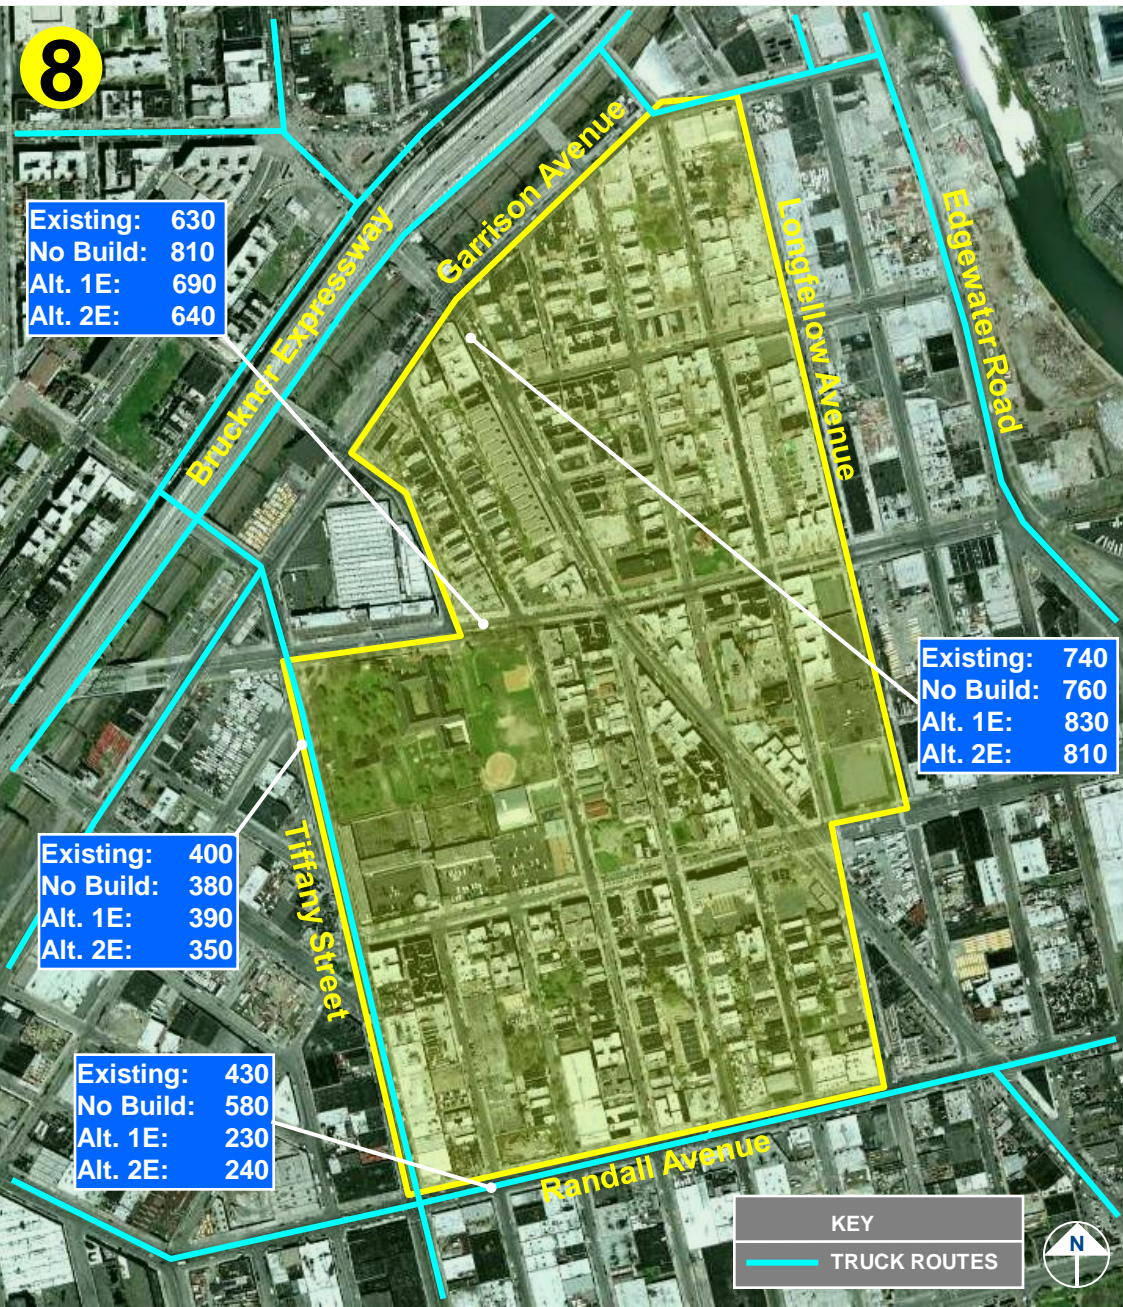 8
Garrison Avenue
Bruckner Expressway
Longfellow Avenue
Edgewater Road
Existing: 630
No Build: 810
Alt. 1E: 690
Alt. 2E: 640
Existing: 740
No Build: 760
Alt. 1E: 830
Alt. 2E: 810
Existing: 400
No Build: 380
Alt. 1E: 390
Alt. 2E: 350
Tiffany Street
Existing: 430
No Build: 580
Alt. 1E: 230
Alt. 2E: 240
Randall Avenue
KEY
TRUCK ROUTES
N